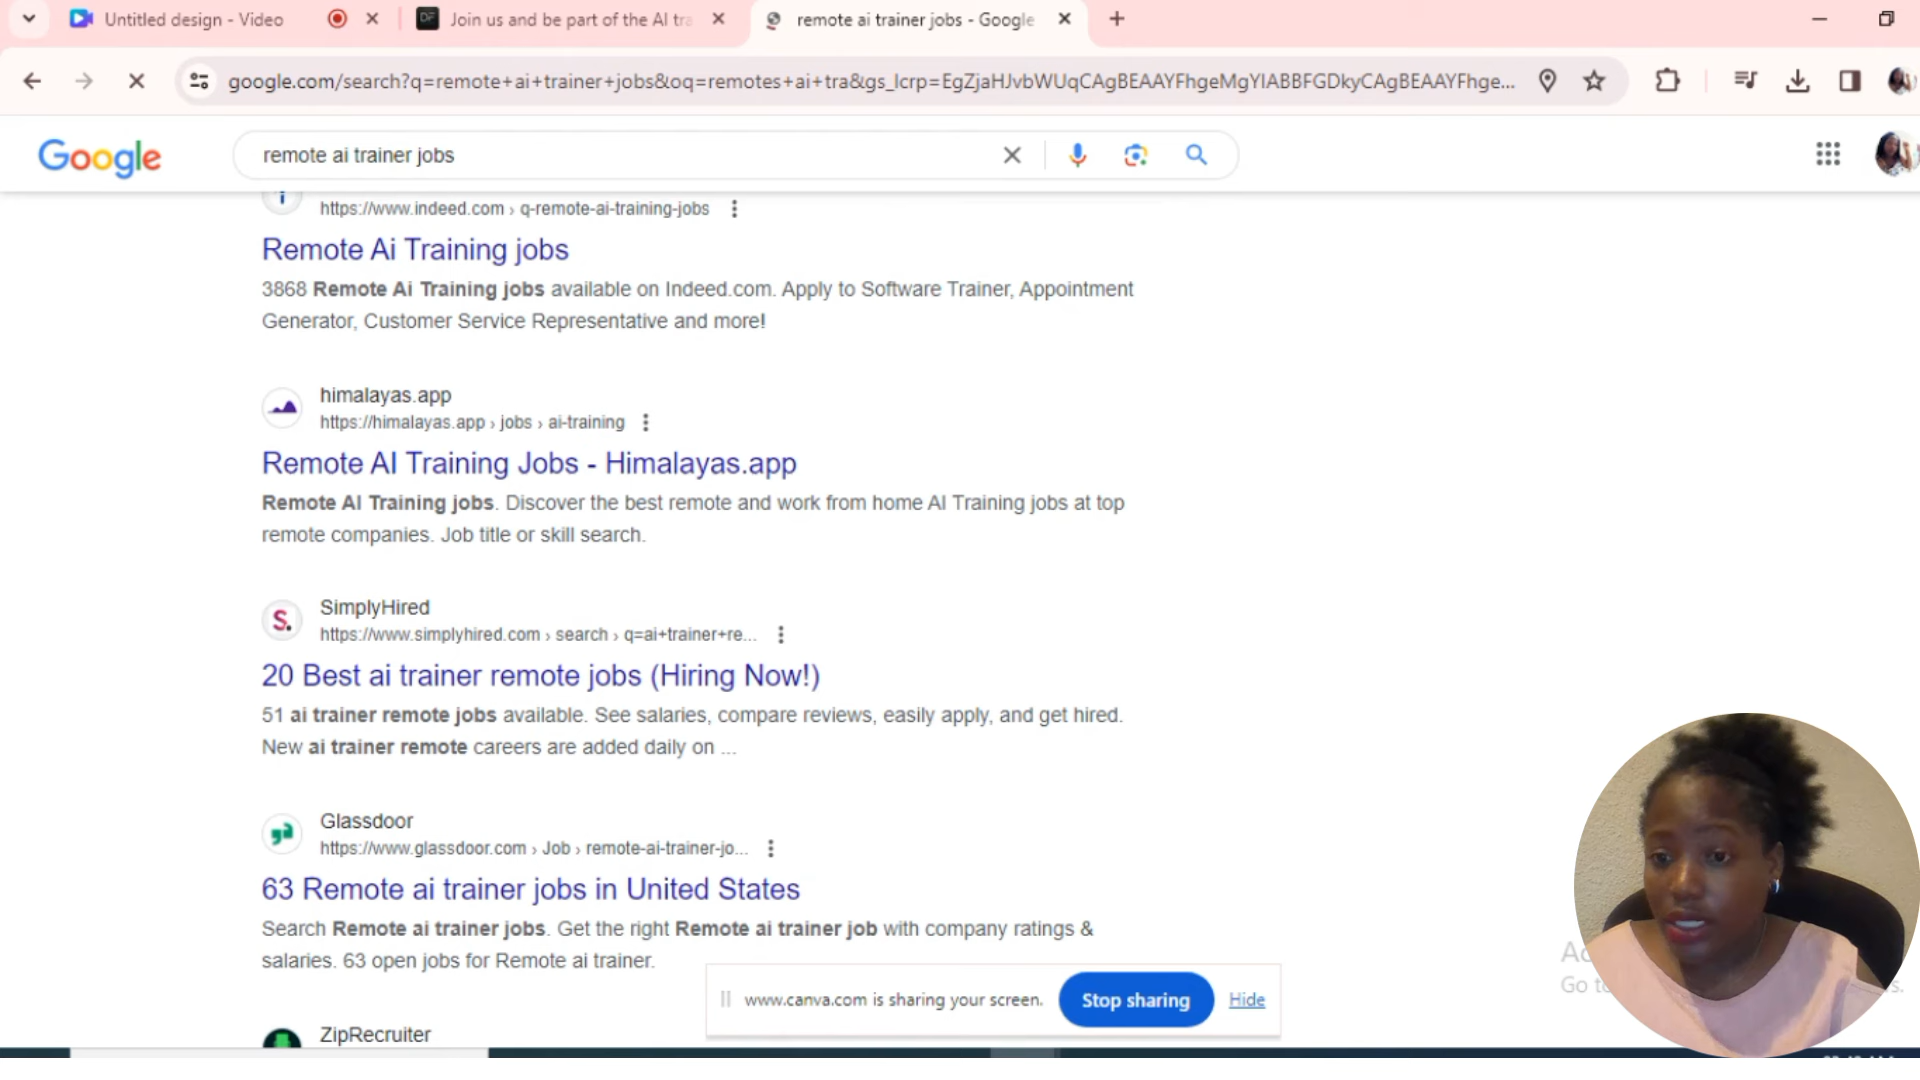 Untitled design - Video
Join us and be part of the AI tra
remote ai trainer jobs - Google
google.com/search?q=remote+ai+trainer+jobs&oq=remotes+ai+tra&gs_lcrp=EgZjaHJvbWUqCAgBEAAYFhgeMgYIABBFGDkyCAgBEAAYFhge...
Google
remote ai trainer jobs
https://www.indeed.com › q-remote-ai-training-jobs
Remote Ai Training jobs
3868 Remote Ai Training jobs available on Indeed.com. Apply to Software Trainer, Appointment
Generator, Customer Service Representative and more!
himalayas.app
https://himalayas.app › jobs › ai-training
Remote AI Training Jobs - Himalayas.app
Remote AI Training jobs. Discover the best remote and work from home AI Training jobs at top
remote companies. Job title or skill search.
S.
SimplyHired
https://www.simplyhired.com › search › q=ai+trainer+re...
20 Best ai trainer remote jobs (Hiring Now!)
51 ai trainer remote jobs available. See salaries, compare reviews, easily apply, and get hired.
New ai trainer remote careers are added daily on ...
Glassdoor
https://www.glassdoor.com › Job › remote-ai-trainer-jo...
63 Remote ai trainer jobs in United States
Search Remote ai trainer jobs. Get the right Remote ai trainer job with company ratings &
salaries. 63 open jobs for Remote ai trainer.
www.canva.com is sharing your screen.
Stop sharing
Hide
ZipRecruiter
Go to